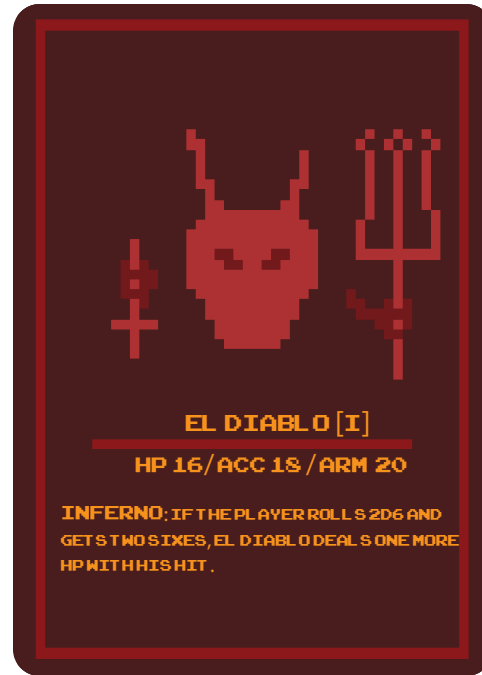 EL DIABLO [I]
HP 16/ACC 18/ARM 20
INFERNO: IF THE PLAYER ROLLS 2D6 AND
GETS TWO SIXES, EL DIABLO DEALS ONE MORE
HP WITH HIS HIT.